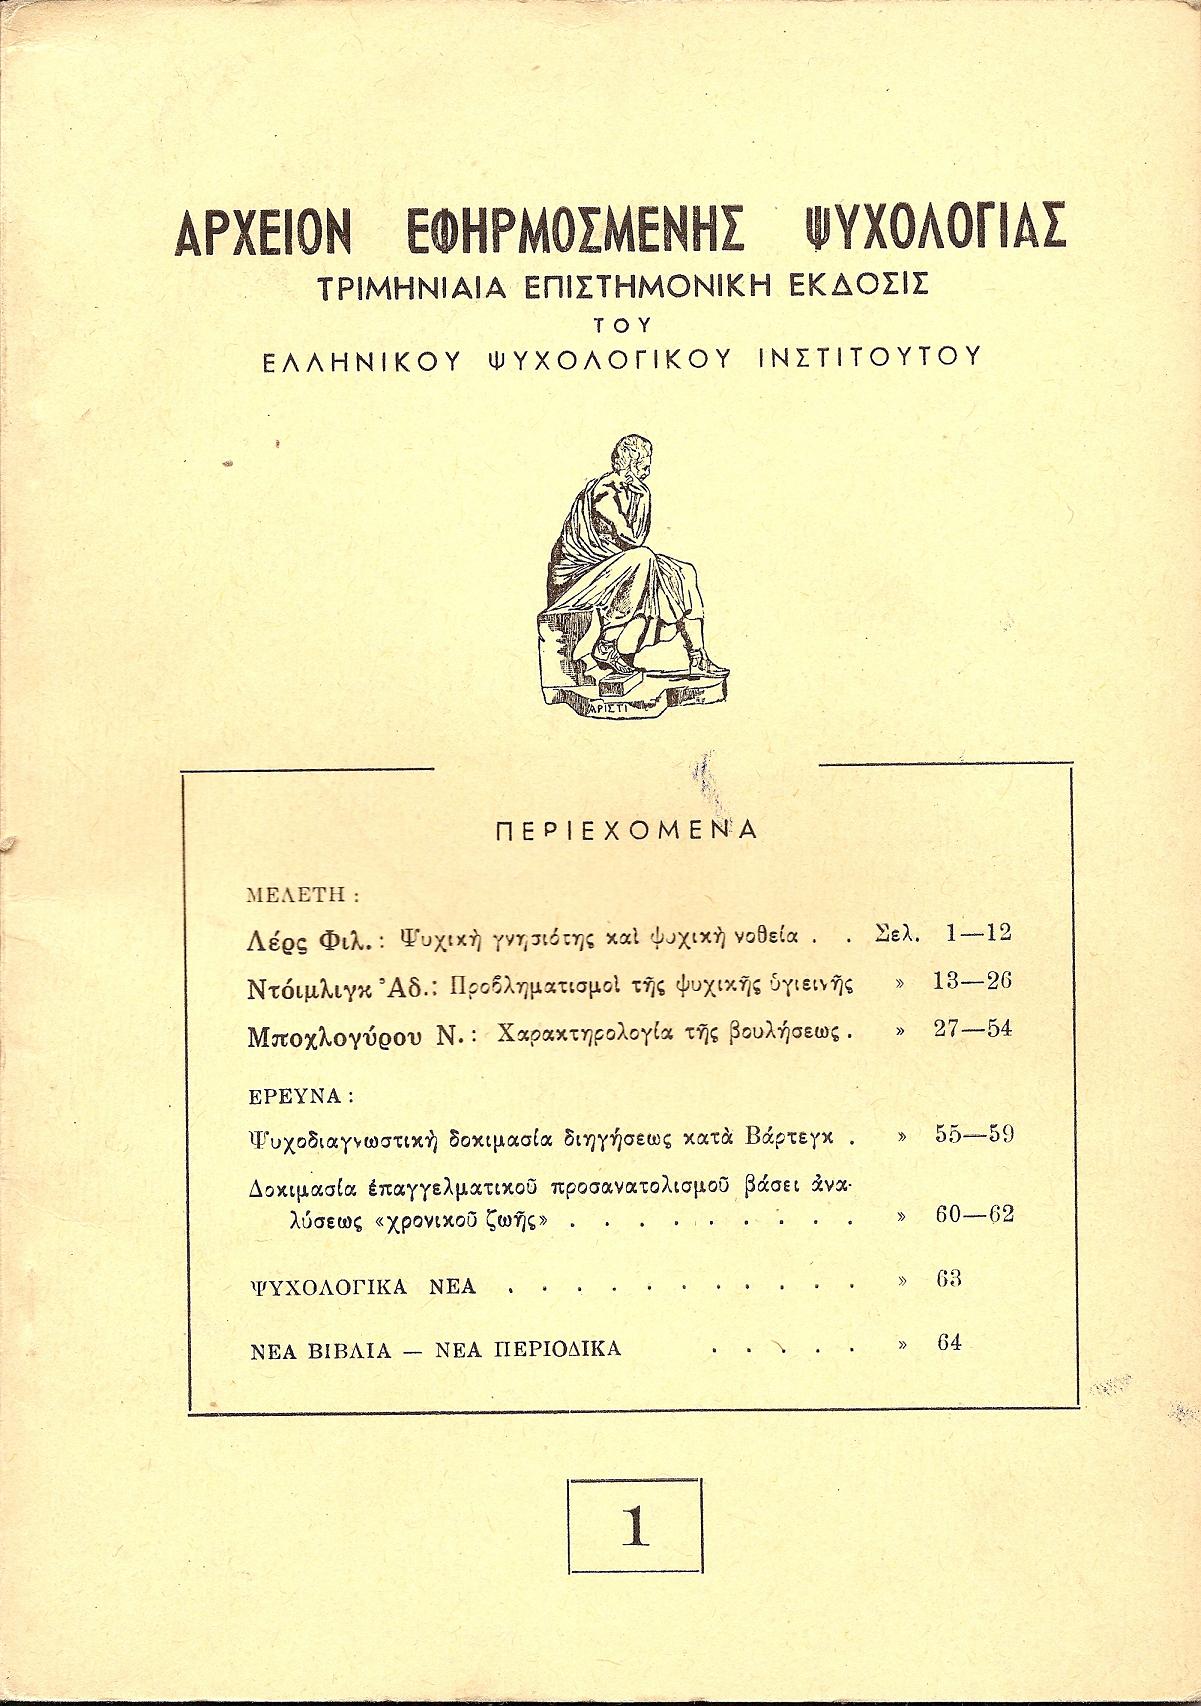 ΑΡΧΕΙΟΝ ΕΦΗΡΜΟΣΜΕΝΗΣ ΨΥΧΟΛΟΓΙΑΣ
ΤΡΙΜΗΝΙΑΙΑ ΕΠΙΣΤΗΜΟΝΙΚΗ ΕΚΔΟΣΙΣ
ΤΟΥ
ΕΛΛΗΝΙΚΟΥ ΨΥΧΟΛΟΓΙΚΟΥ ΙΝΣΤΙΤΟΥΤΟΥ
ΑΡΙΣΤΙ
ΠΕΡΙΕΧΟΜΕΝΑ
ΜΕΛΕΤΗ :
Λέρς Φιλ. : Ψυχικὴ γνησιότης καὶ ψυχικὴ νοθεία . . Σελ. 1—12
Ντόιμλιγκ Ἀδ.: Προβληματισμοὶ τῆς ψυχικῆς ὑγιεινῆς » 13—26
Μποχλογύρου Ν. : Χαρακτηρολογία τῆς βουλήσεως . » 27—54
ΕΡΕΥΝΑ :
Ψυχοδιαγνωστικὴ δοκιμασία διηγήσεως κατὰ Βάρτεγκ . » 55—59
Δοκιμασία ἐπαγγελματικοῦ προσανατολισμοῦ βάσει ἀνα-
λύσεως «χρονικοῦ ζωῆς» . . . . . . . . . » 60—62
ΨΥΧΟΛΟΓΙΚΑ ΝΕΑ . . . . . . . . . . . » 63
ΝΕΑ ΒΙΒΛΙΑ — ΝΕΑ ΠΕΡΙΟΔΙΚΑ . . . . . » 64
1